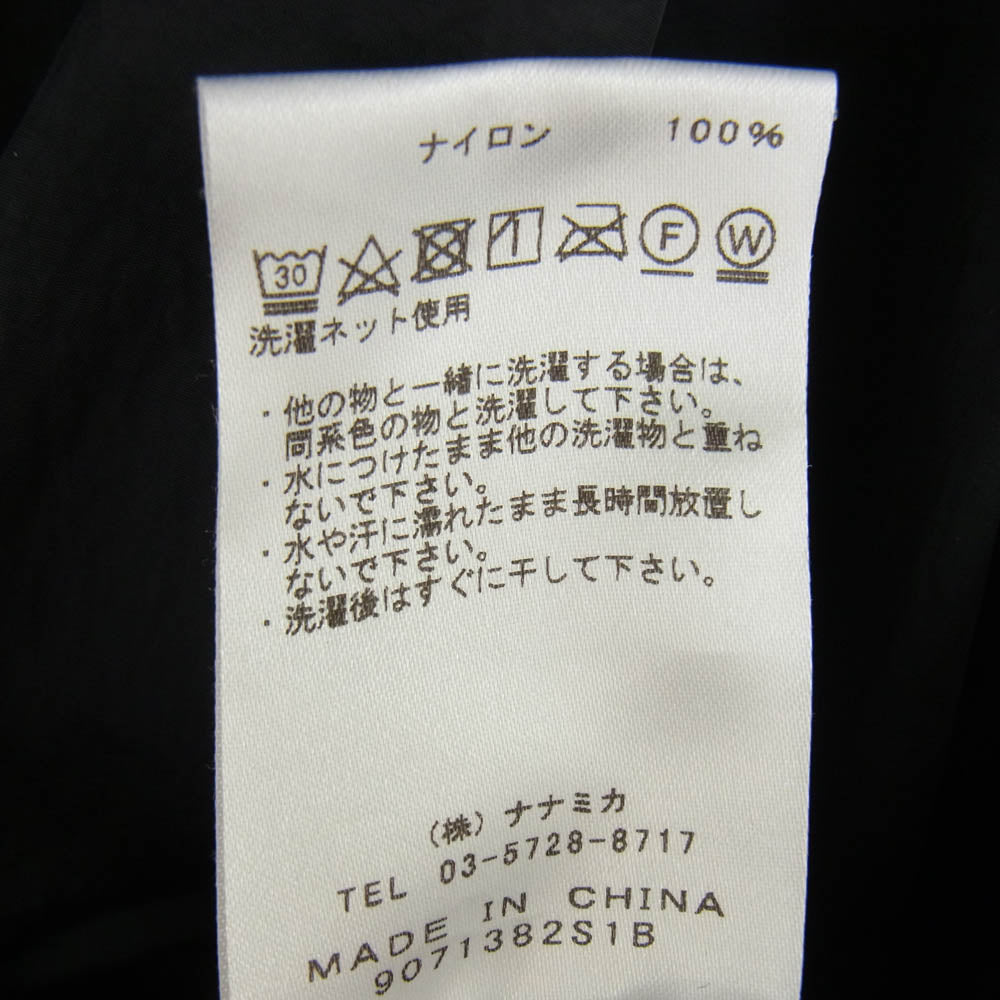 ナイロン 100%
30 F W
洗濯ネット使用
・他の物と一緒に洗濯する場合は、
同系色の物と洗濯して下さい。
・水につけたまま他の洗濯物と重ね
ないで下さい。
・水や汗に濡れたまま長時間放置し
ないで下さい。
・洗濯後はすぐに干して下さい。
(株)ナナミカ
TEL 03-5728-8717
MADE IN CHINA
9071382S1B